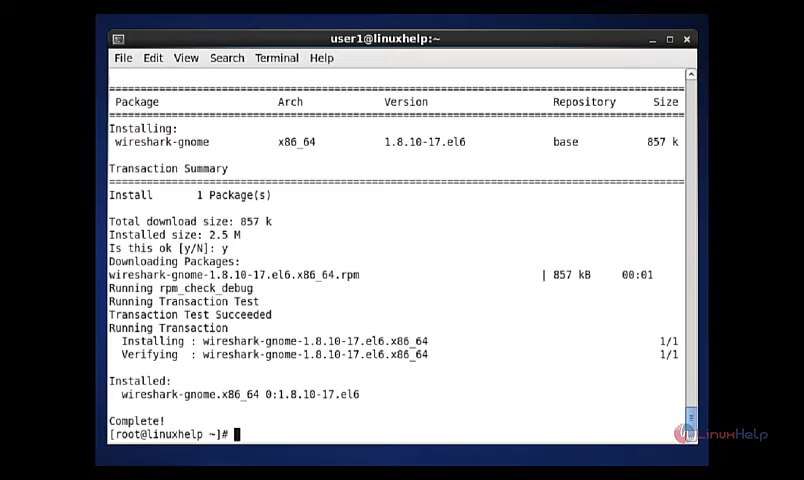 user1@linuxhelp:~
File Edit View Search Terminal Help
================================================================================
Package Arch Version Repository Size
================================================================================
Installing:
wireshark-gnome x86_64 1.8.10-17.el6 base 857 k
Transaction Summary
================================================================================
Install 1 Package(s)
Total download size: 857 k
Installed size: 2.5 M
Is this ok [y/N]: y
Downloading Packages:
wireshark-gnome-1.8.10-17.el6.x86_64.rpm | 857 kB 00:01
Running rpm_check_debug
Running Transaction Test
Transaction Test Succeeded
Running Transaction
Installing : wireshark-gnome-1.8.10-17.el6.x86_64 1/1
Verifying : wireshark-gnome-1.8.10-17.el6.x86_64 1/1
Installed:
wireshark-gnome.x86_64 0:1.8.10-17.el6
Complete!
[root@linuxhelp ~]#
LinuxHelp